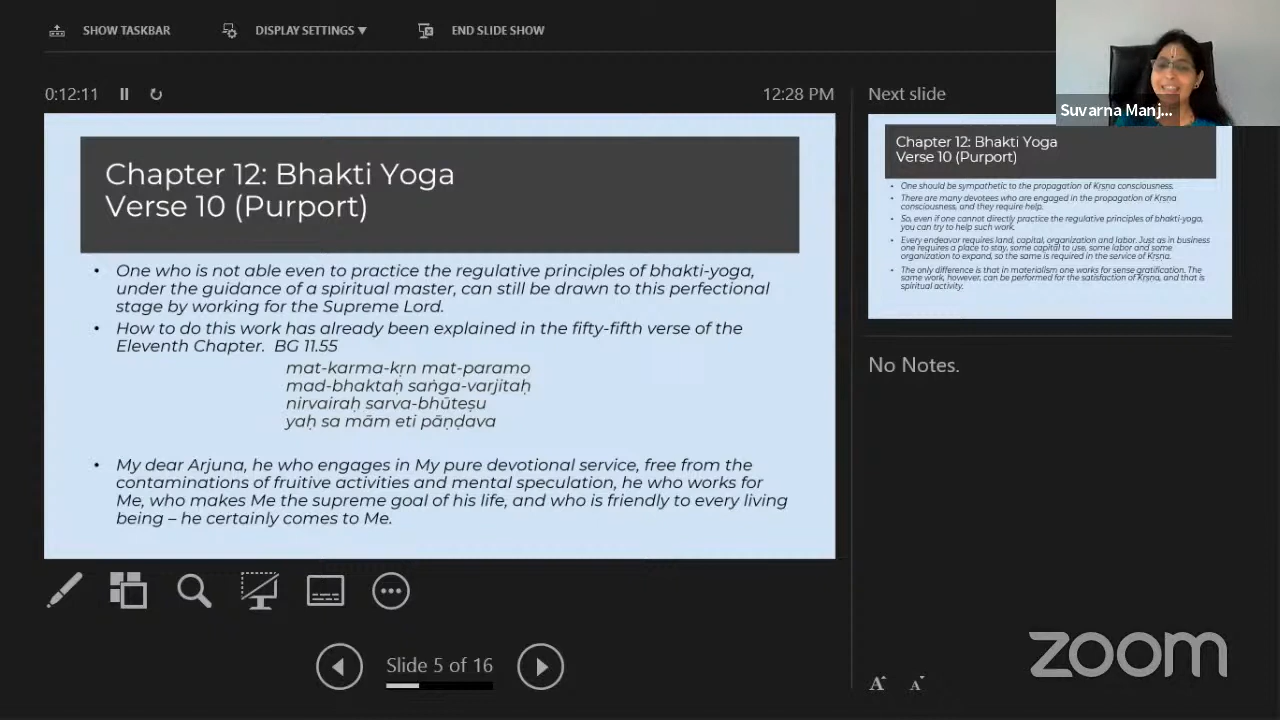 SHOW TASKBAR
DISPLAY SETTINGS ▼
END SLIDE SHOW
0:12:11
12:28 PM
Next slide
Suvarna Manj...
Chapter 12: Bhakti Yoga
Verse 10 (Purport)
• One who is not able even to practice the regulative principles of bhakti-yoga,
under the guidance of a spiritual master, can still be drawn to this perfectional
stage by working for the Supreme Lord.
• How to do this work has already been explained in the fifty-fifth verse of the
Eleventh Chapter. BG 11.55
mat-karma-kṛn mat-paramo
mad-bhaktaḥ saṅga-varjitaḥ
nirvairaḥ sarva-bhūteṣu
yaḥ sa mām eti pāṇḍava
• My dear Arjuna, he who engages in My pure devotional service, free from the
contaminations of fruitive activities and mental speculation, he who works for
Me, who makes Me the supreme goal of his life, and who is friendly to every living
being – he certainly comes to Me.
Chapter 12: Bhakti Yoga
Verse 10 (Purport)
• One should be sympathetic to the propagation of Kṛṣṇa consciousness.
• There are many devotees who are engaged in the propagation of Kṛṣṇa
consciousness, and they require help.
• So, even if one cannot directly practice the regulative principles of bhakti-yoga,
you can try to help such work.
• Every endeavor requires land, capital, organization and labor. Just as in business
one requires a place to stay, some capital to use, some labor and some
organization to expand, so the same is required in the service of Kṛṣṇa.
• The only difference is that in materialism one works for sense gratification. The
same work, however, can be performed for the satisfaction of Kṛṣṇa, and that is
spiritual activity.
No Notes.
Slide 5 of 16
A A
zoom